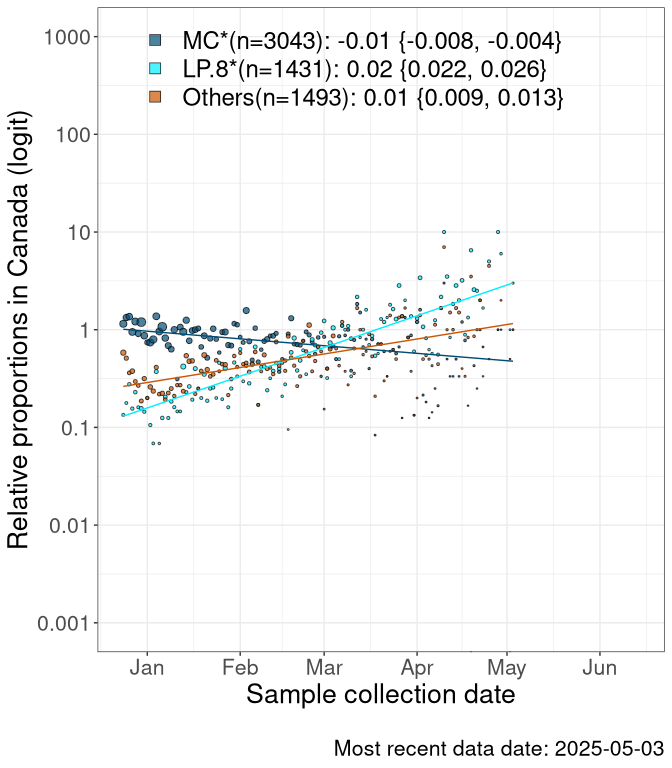 MC*(n=3043): -0.01 {-0.008, -0.004}
LP.8*(n=1431): 0.02 {0.022, 0.026}
Others(n=1493): 0.01 {0.009, 0.013}
Relative proportions in Canada (logit)
1000
100
10
1
0.1
0.01
0.001
Jan Feb Mar Apr May Jun
Sample collection date
Most recent data date: 2025-05-03